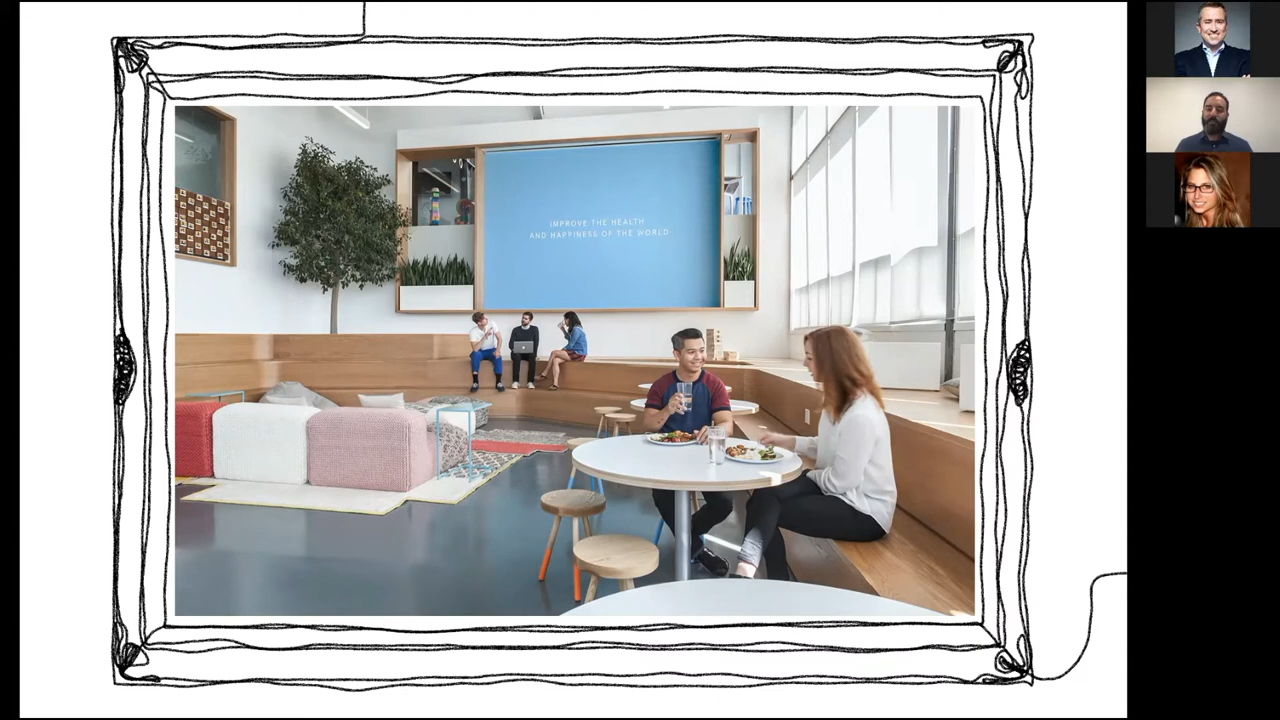 IMPROVE THE HEALTH
AND HAPPINESS OF THE WORLD